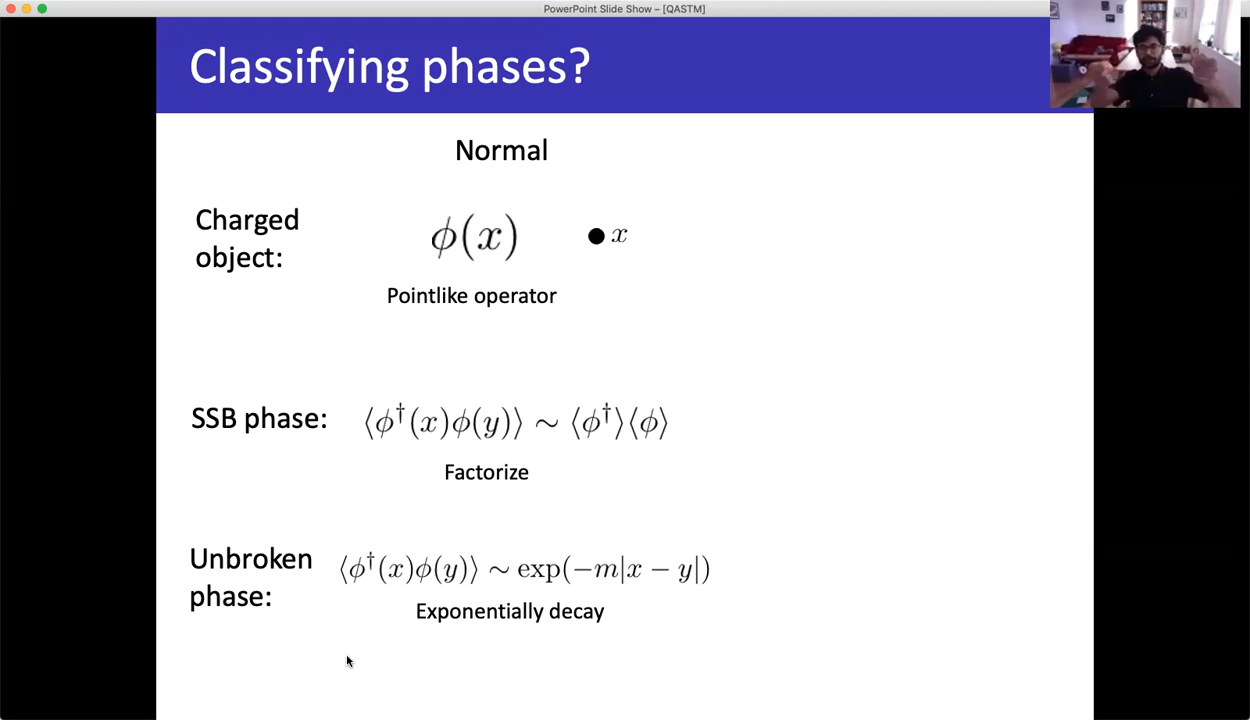 PowerPoint Slide Show – [QASTM]
Classifying phases?
Normal
Charged
object:
ϕ(x) x
Pointlike operator
SSB phase: ⟨ϕ†(x)ϕ(y)⟩ ∼ ⟨ϕ†⟩⟨ϕ⟩
Factorize
Unbroken
phase:
⟨ϕ†(x)ϕ(y)⟩ ∼ exp(−m|x − y|)
Exponentially decay